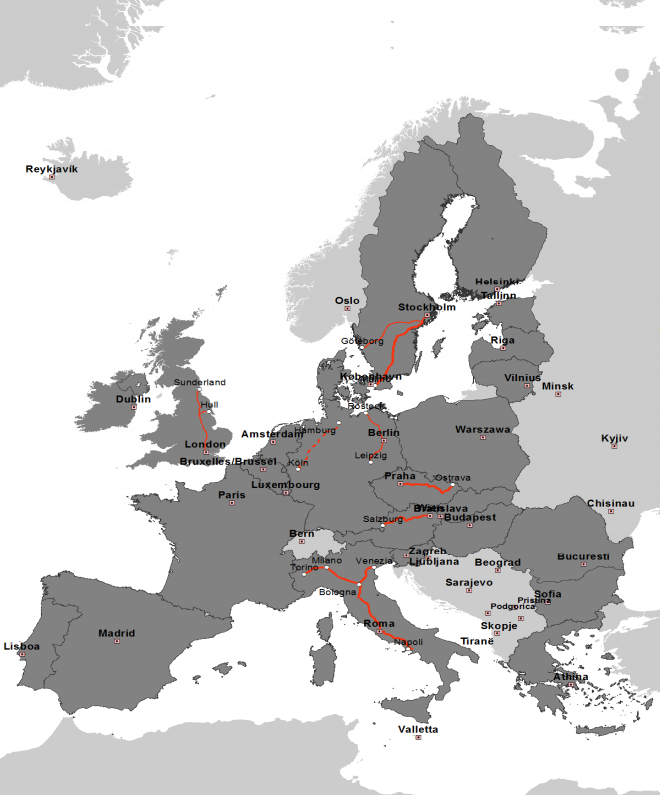 Reykjavík
Helsinki
Tallinn
Oslo
Stockholm
Göteborg
Riga
København
Vilnius
Minsk
Sunderland
Dublin
Hull
Rostock
Hamburg
Berlin
Warszawa
Kyjiv
London
Amsterdam
Bruxelles/Brussel
Köln
Leipzig
Luxembourg
Praha
Ostrava
Paris
Chisinau
Bratislava
Salzburg
Budapest
Bern
Zagreb
Ljubljana
Milano
Venezia
Torino
Beograd
Bucuresti
Bologna
Sarajevo
Sofia
Pristina
Podgorica
Roma
Skopje
Napoli
Tiranë
Madrid
Lisboa
Athina
Valletta